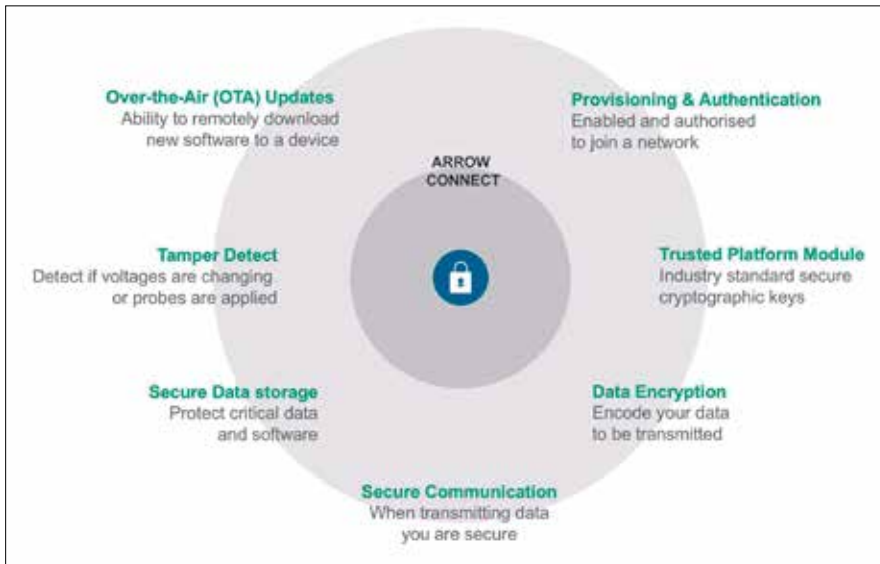 Over-the-Air (OTA) Updates
Ability to remotely download
new software to a device
Provisioning & Authentication
Enabled and authorised
to join a network
ARROW
CONNECT
Tamper Detect
Detect if voltages are changing
or probes are applied
Trusted Platform Module
Industry standard secure
cryptographic keys
Secure Data storage
Protect critical data
and software
Data Encryption
Encode your data
to be transmitted
Secure Communication
When transmitting data
you are secure